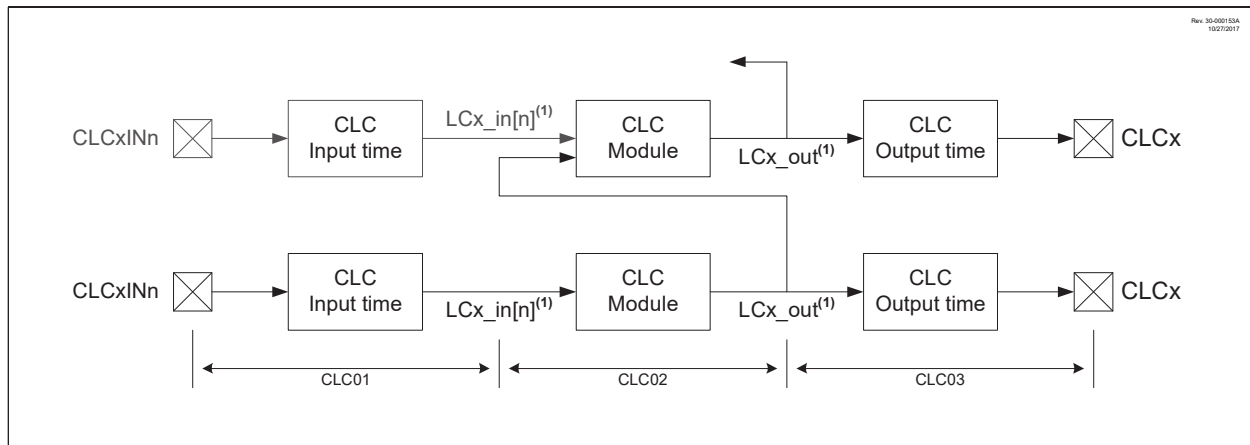 Rev. 30-000153A
10/27/2017
CLCxINn
CLC
Input time
LCx_in[n](1)
CLC
Module
LCx_out(1)
CLC
Output time
CLCx
CLCxINn
CLC
Input time
LCx_in[n](1)
CLC
Module
LCx_out(1)
CLC
Output time
CLCx
CLC01
CLC02
CLC03